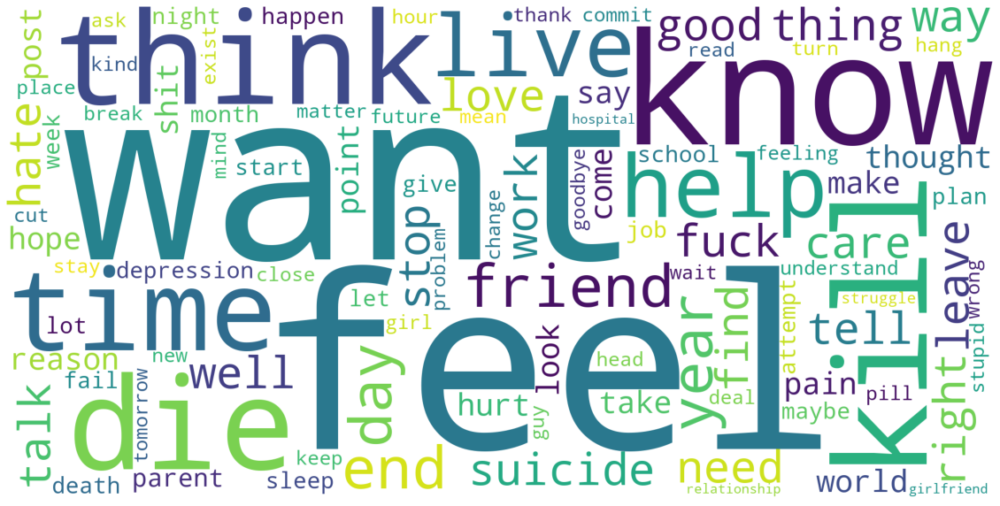 post
ask
night
happen
think
hour
live
thank
commit
good
thing
way
know
read
turn
hang
kind
exist
place
shit
love
say
hate
break
month
matter
future
mean
hospital
week
want
mind
start
point
give
work
change
goodbye
come
school
feeling
help
thought
make
plan
cut
hope
stop
problem
job
fuck
care
kill
leave
Wrong
stay
depression
close
time
feel
let
friend
wait
understand
struggle
lot
girl
year
find
attempt
tell
stupid
reason
new
well
day
look
head
pain
pill
right
talk
fail
die
tomorrow
hurt
guy
take
deal
maybe
keep
end
suicide
need
death
parent
sleep
relationship
world
girlfriend